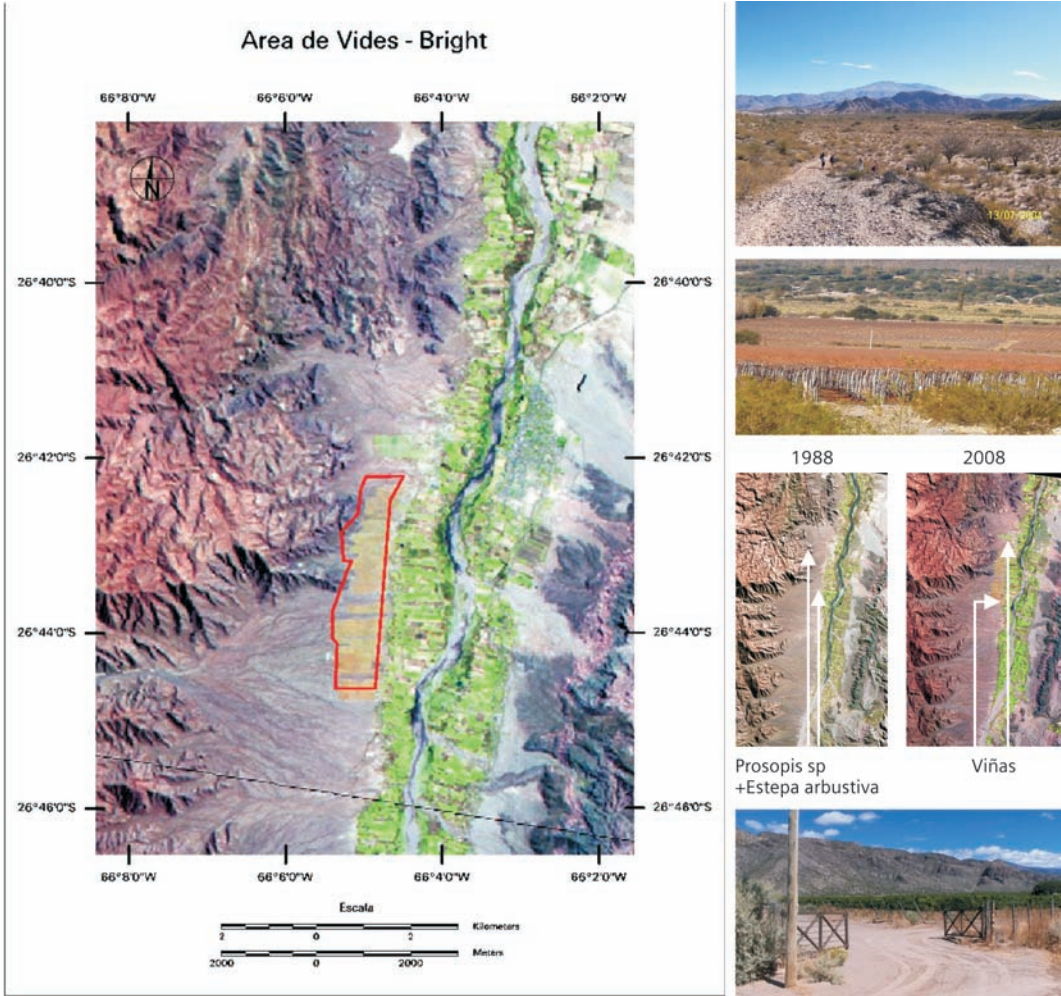 Area de Vides - Bright
66°8'0"W 66°6'0"W 66°4'0"W 66°2'0"W
N
26°40'0"S 26°40'0"S
26°42'0"S 26°42'0"S
26°44'0"S 26°44'0"S
26°46'0"S 26°46'0"S
66°8'0"W 66°6'0"W 66°4'0"W 66°2'0"W
Escala
2 0 2 Kilometers
2000 0 2000 Meters
13/07/2004
1988 2008
Prosopis sp
+Estepa arbustiva
Viñas